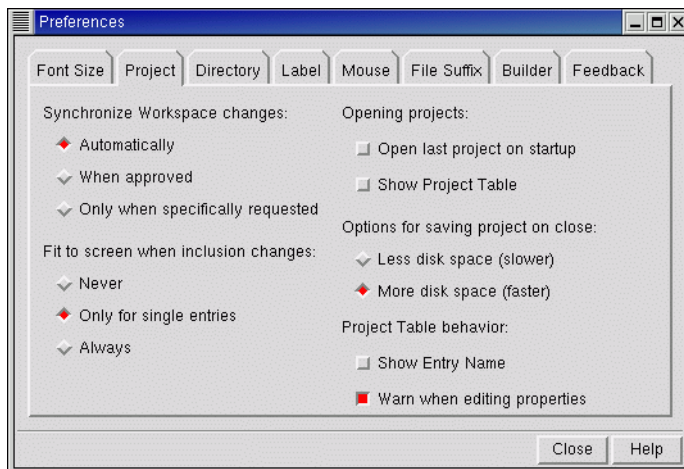 Preferences
Font Size Project Directory Label Mouse File Suffix Builder Feedback
Synchronize Workspace changes:
Automatically
When approved
Only when specifically requested
Fit to screen when inclusion changes:
Never
Only for single entries
Always
Opening projects:
Open last project on startup
Show Project Table
Options for saving project on close:
Less disk space (slower)
More disk space (faster)
Project Table behavior:
Show Entry Name
Warn when editing properties
Close Help